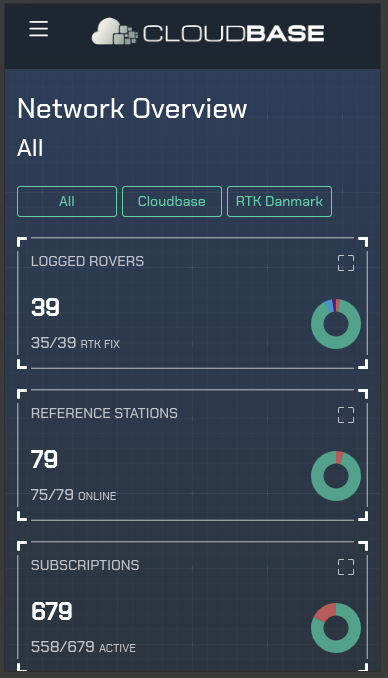 CLOUDBASE
Network Overview
All
All Cloudbase RTK Danmark
LOGGED ROVERS
39
35/39 RTK FIX
REFERENCE STATIONS
79
75/79 ONLINE
SUBSCRIPTIONS
679
558/679 ACTIVE